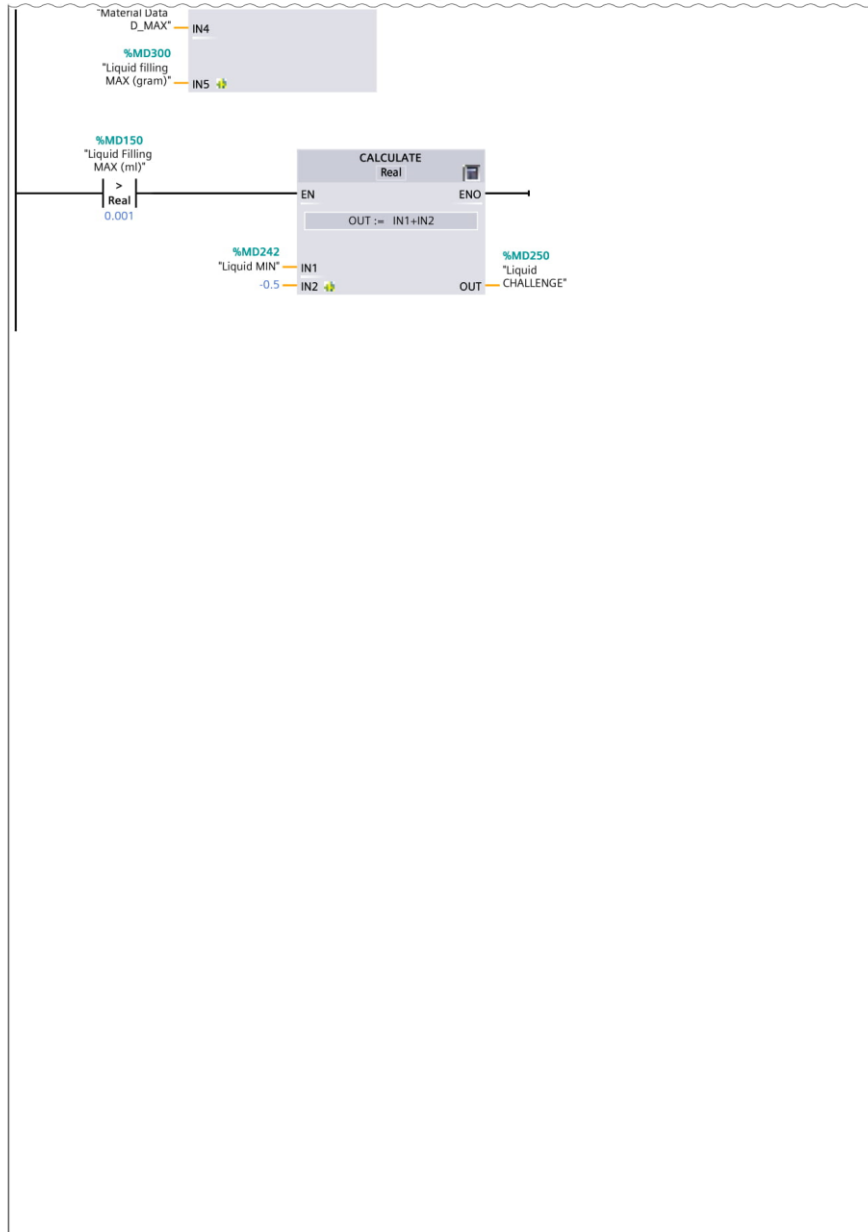 "Material Data
D_MAX"
IN4
%MD300
"Liquid filling
MAX (gram)"
IN5
%MD150
"Liquid Filling
MAX (ml)"
>
Real
0.001
CALCULATE
Real
EN
ENO
OUT := IN1+IN2
%MD242
"Liquid MIN"
IN1
-0.5
IN2
%MD250
"Liquid
CHALLENGE"
OUT